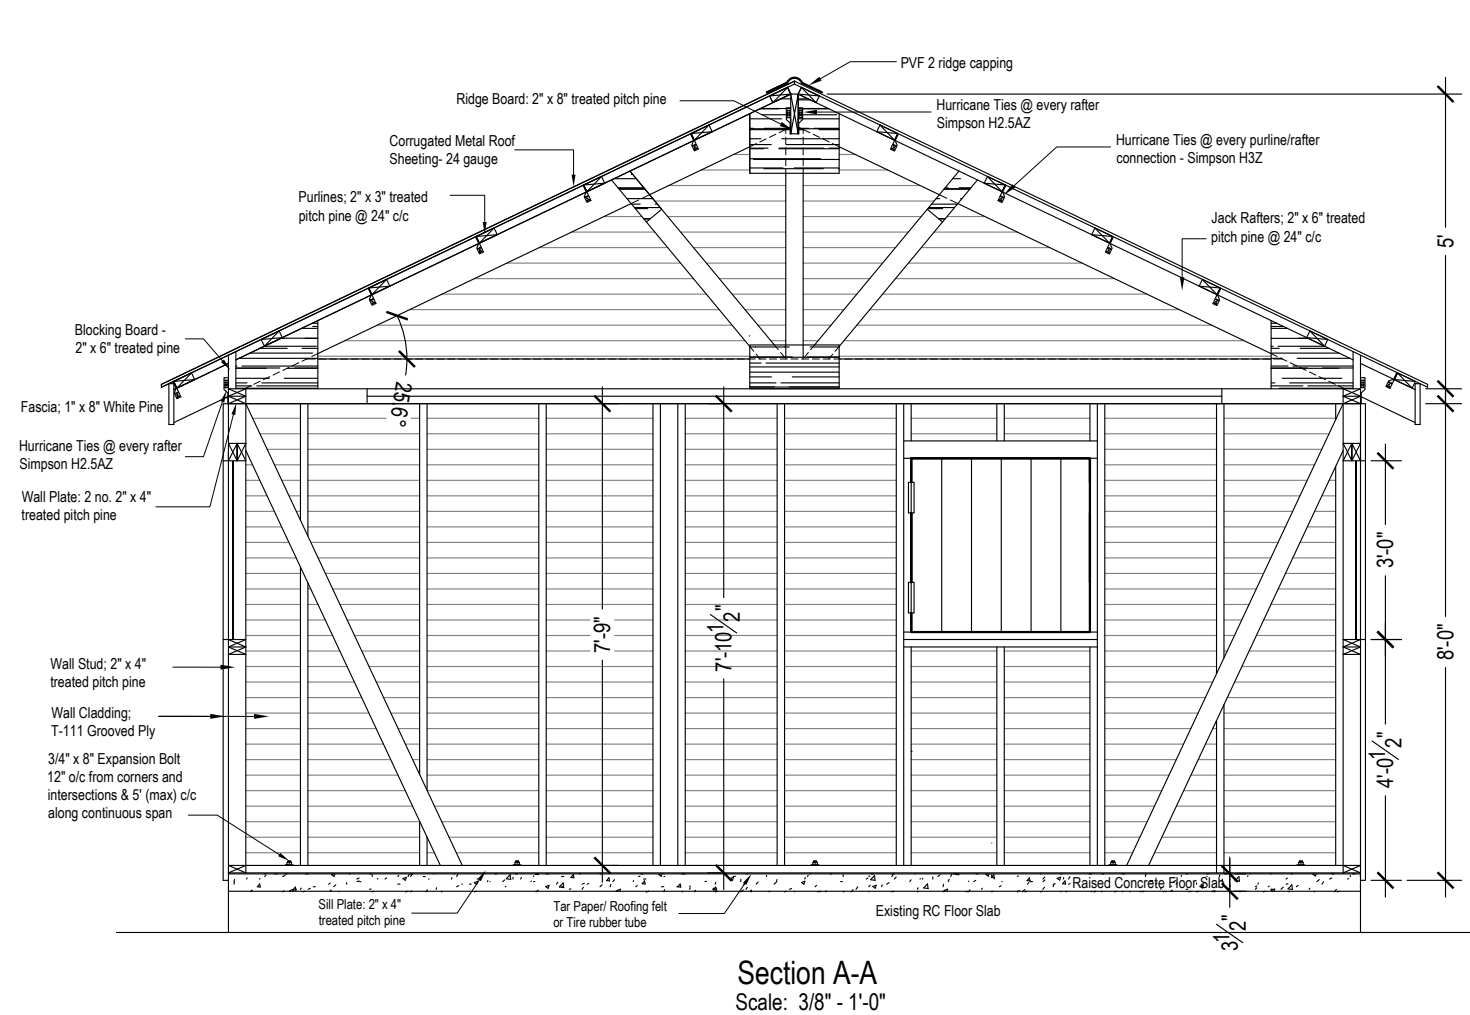 PVF 2 ridge capping
Ridge Board: 2" x 8" treated pitch pine
Hurricane Ties @ every rafter
Simpson H2.5AZ
Corrugated Metal Roof
Sheeting- 24 gauge
Hurricane Ties @ every purline/rafter
connection - Simpson H3Z
Purlines; 2" x 3" treated
pitch pine @ 24" c/c
Jack Rafters; 2" x 6" treated
pitch pine @ 24" c/c
5'
Blocking Board -
2" x 6" treated pine
25.6°
Fascia; 1" x 8" White Pine
Hurricane Ties @ every rafter
Simpson H2.5AZ
Wall Plate: 2 no. 2" x 4"
treated pitch pine
3'-0"
7'-9"
7'-10 1/2"
8'-0"
Wall Stud; 2" x 4"
treated pitch pine
Wall Cladding;
T-111 Grooved Ply
4'-0 1/2"
3/4" x 8" Expansion Bolt
12" o/c from corners and
intersections & 5' (max) c/c
along continuous span
Raised Concrete Floor Slab
Sill Plate: 2" x 4"
treated pitch pine
Tar Paper/ Roofing felt
or Tire rubber tube
Existing RC Floor Slab
3 1/2"
Section A-A
Scale: 3/8" - 1'-0"